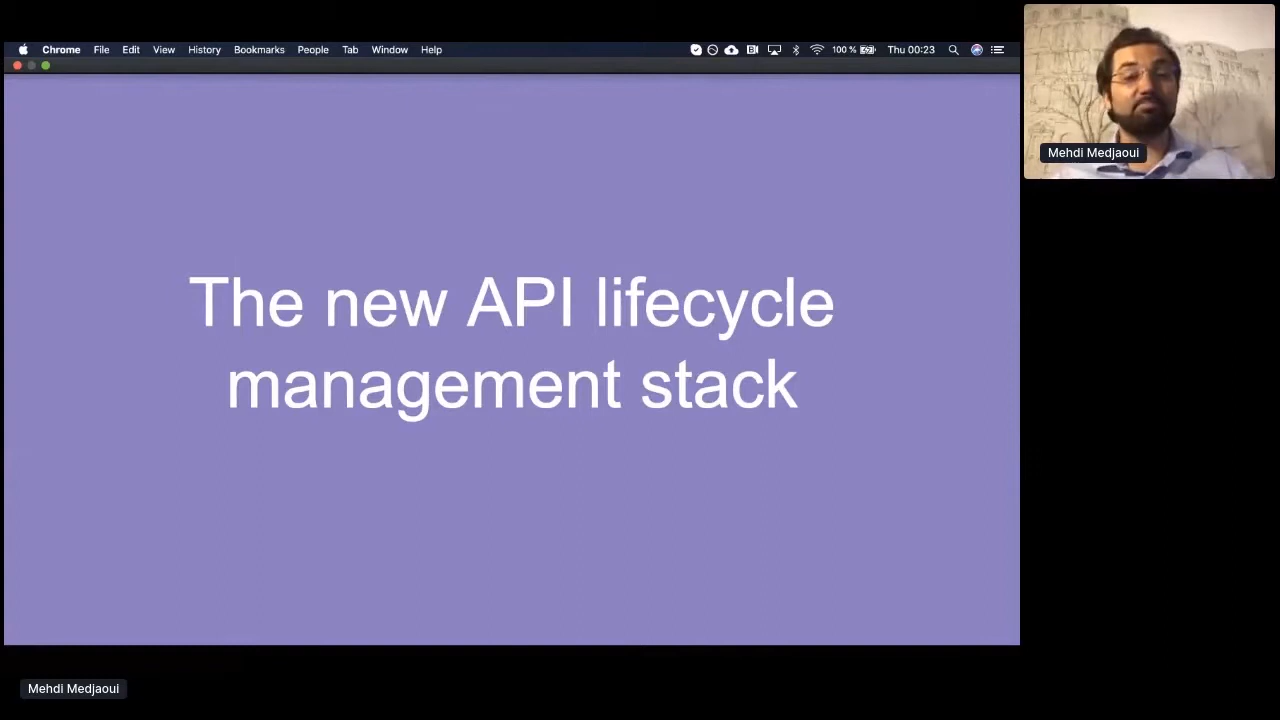 Chrome File Edit View History Bookmarks People Tab Window Help 100 % Thu 00:23
Mehdi Medjaoui
The new API lifecycle
management stack
Mehdi Medjaoui